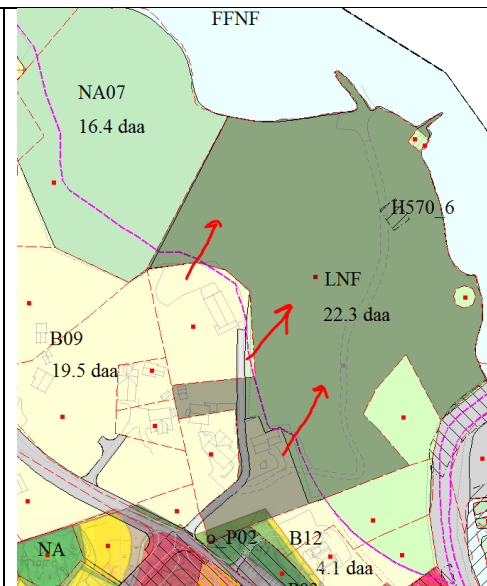 FFNF
NA07
16.4 daa
H570_6
LNF
22.3 daa
B09
19.5 daa
o_P02
B12
NA
4.1 daa